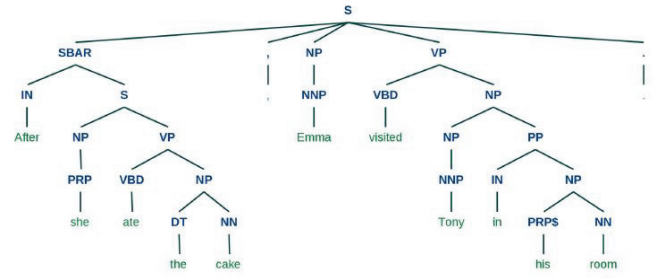 S
SBAR , NP VP .
IN S , NNP VBD NP .
After NP VP Emma visited NP PP
PRP VBD NP NNP IN NP
she ate DT NN Tony in PRP$ NN
the cake his room